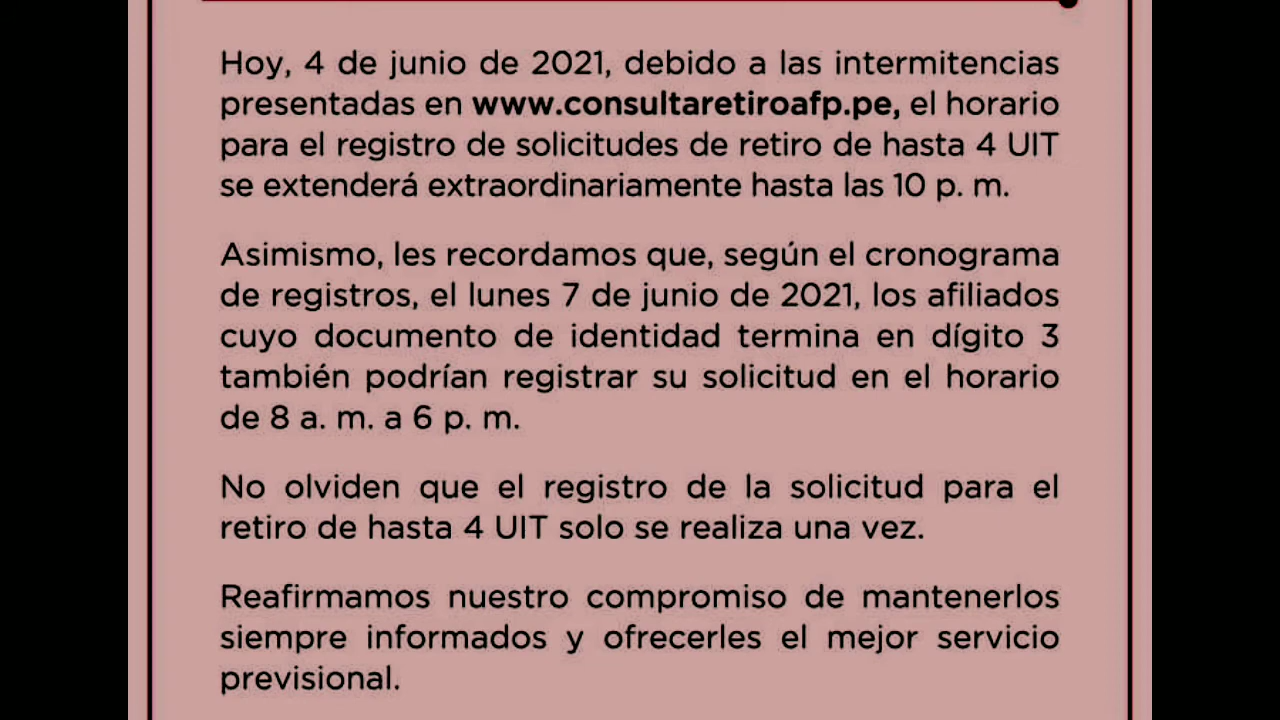 Hoy, 4 de junio de 2021, debido a las intermitencias
presentadas en www.consultaretiroafp.pe, el horario
para el registro de solicitudes de retiro de hasta 4 UIT
se extenderá extraordinariamente hasta las 10 p. m.
Asimismo, les recordamos que, según el cronograma
de registros, el lunes 7 de junio de 2021, los afiliados
cuyo documento de identidad termina en dígito 3
también podrían registrar su solicitud en el horario
de 8 a. m. a 6 p. m.
No olviden que el registro de la solicitud para el
retiro de hasta 4 UIT solo se realiza una vez.
Reafirmamos nuestro compromiso de mantenerlos
siempre informados y ofrecerles el mejor servicio
previsional.